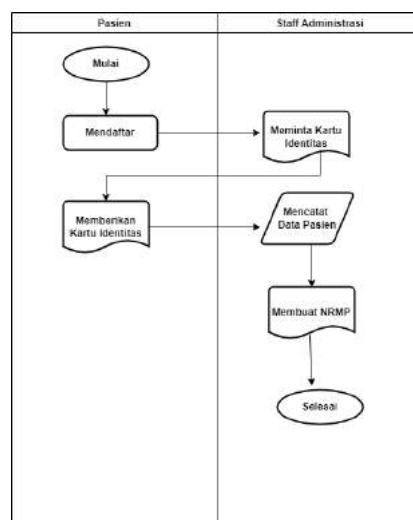 Pasien
Staff Administrasi
Mulai
Mendaftar
Meminta Kartu
Identitas
Memberikan
Kartu Identitas
Mencatat
Data Pasien
Membuat NRMP
Selesai